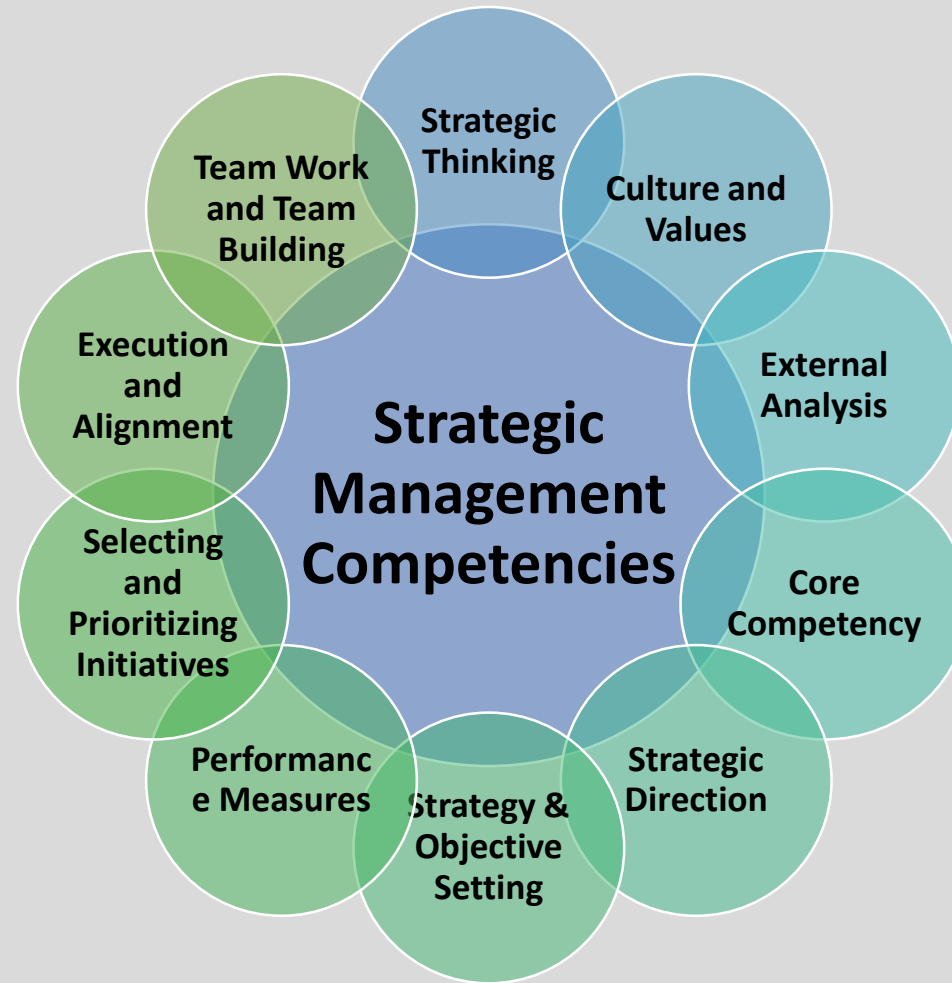 Strategic
Thinking
Culture and
Values
External
Analysis
Core
Competency
Strategic
Direction
Strategy &
Objective
Setting
Performanc
e Measures
Selecting
and
Prioritizing
Initiatives
Execution
and
Alignment
Team Work
and Team
Building
Strategic
Management
Competencies